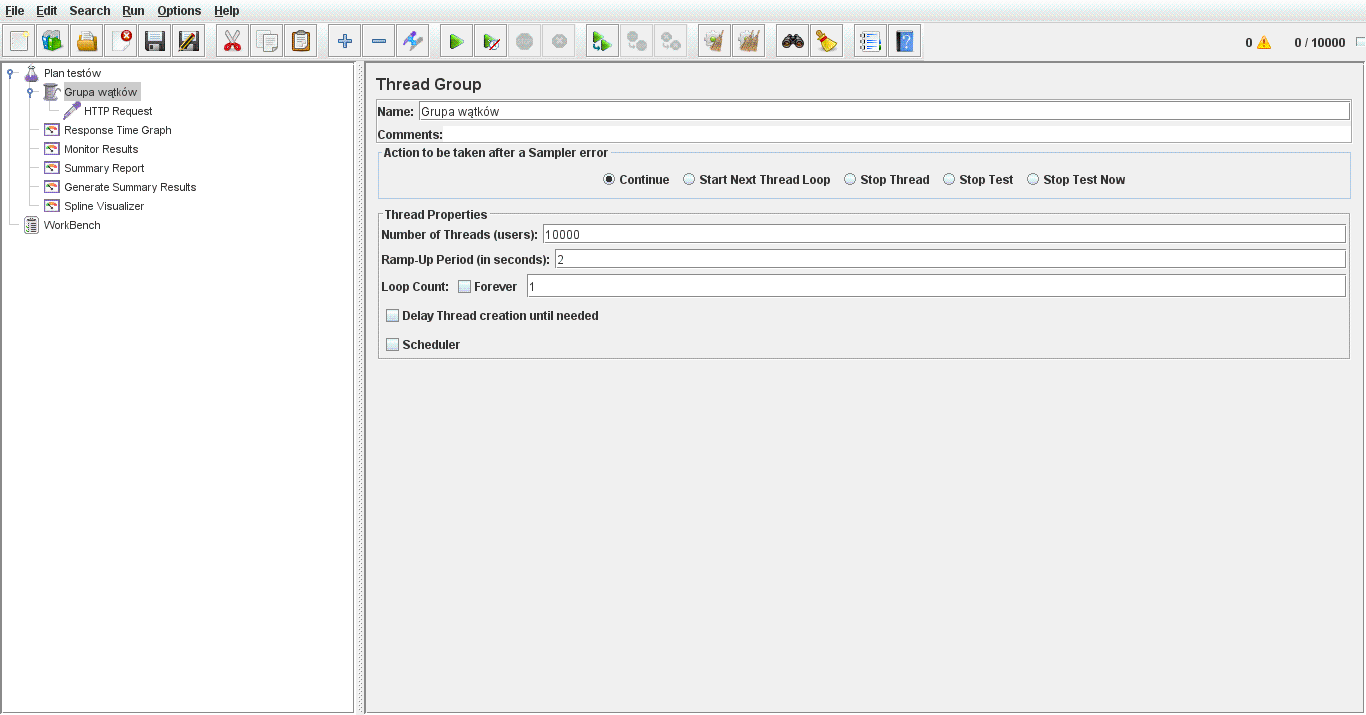 File Edit Search Run Options Help
0 0 / 10000
Plan testów
Grupa wątków
HTTP Request
Response Time Graph
Monitor Results
Summary Report
Generate Summary Results
Spline Visualizer
WorkBench
Thread Group
Name: Grupa wątków
Comments:
Action to be taken after a Sampler error
Continue Start Next Thread Loop Stop Thread Stop Test Stop Test Now
Thread Properties
Number of Threads (users): 10000
Ramp-Up Period (in seconds): 2
Loop Count: Forever 1
Delay Thread creation until needed
Scheduler